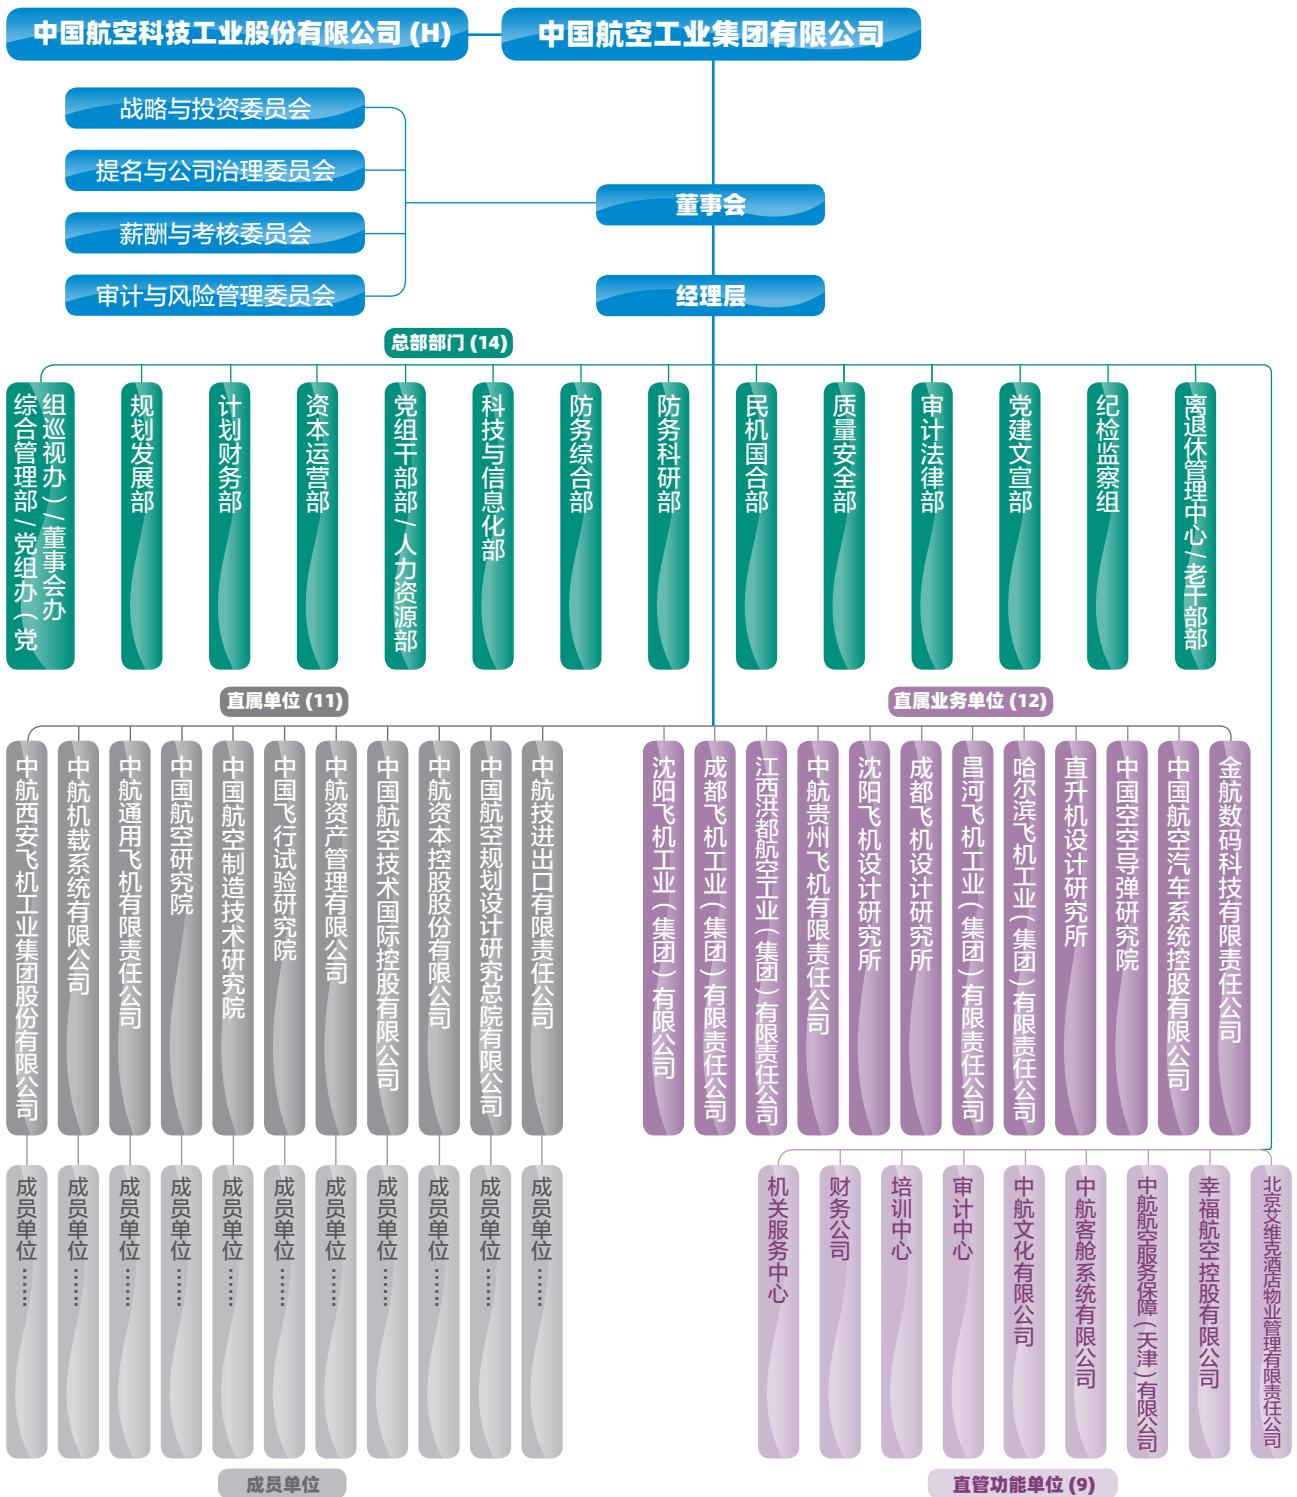 中国航空科技工业股份有限公司 (H)
中国航空工业集团有限公司
战略与投资委员会
提名与公司治理委员会
薪酬与考核委员会
审计与风险管理委员会
董事会
经理层
总部部门 (14)
综合管理部/党组办（党
组巡视办）/董事会办
规划发展部
计划财务部
资本运营部
党组干部部/人力资源部
科技与信息化部
防务综合部
防务科研部
民机国合部
质量安全部
审计法律部
党建文宣部
纪检监察组
离退休管理中心/老干部部
直属单位 (11)
直属业务单位 (12)
中航西安飞机工业集团股份有限公司
中航机载系统有限公司
中航通用飞机有限责任公司
中国航空研究院
中国航空制造技术研究院
中国飞行试验研究院
中航资产管理有限公司
中国航空技术国际控股有限公司
中航资本控股股份有限公司
中国航空规划设计研究总院有限公司
中航技进出口有限责任公司
沈阳飞机工业（集团）有限公司
成都飞机工业（集团）有限责任公司
江西洪都航空工业（集团）有限责任公司
中航贵州飞机有限责任公司
沈阳飞机设计研究所
成都飞机设计研究所
昌河飞机工业（集团）有限责任公司
哈尔滨飞机工业（集团）有限责任公司
直升机设计研究所
中国空空导弹研究院
中国航空汽车系统控股有限公司
金航数码科技有限责任公司
成员单位……
成员单位……
成员单位……
成员单位……
成员单位……
成员单位……
成员单位……
成员单位……
成员单位……
成员单位……
成员单位……
机关服务中心
财务公司
培训中心
审计中心
中航文化有限公司
中航客舱系统有限公司
中航航空服务保障（天津）有限公司
幸福航空控股有限公司
北京艾维克酒店物业管理有限责任公司
成员单位
直管功能单位 (9)